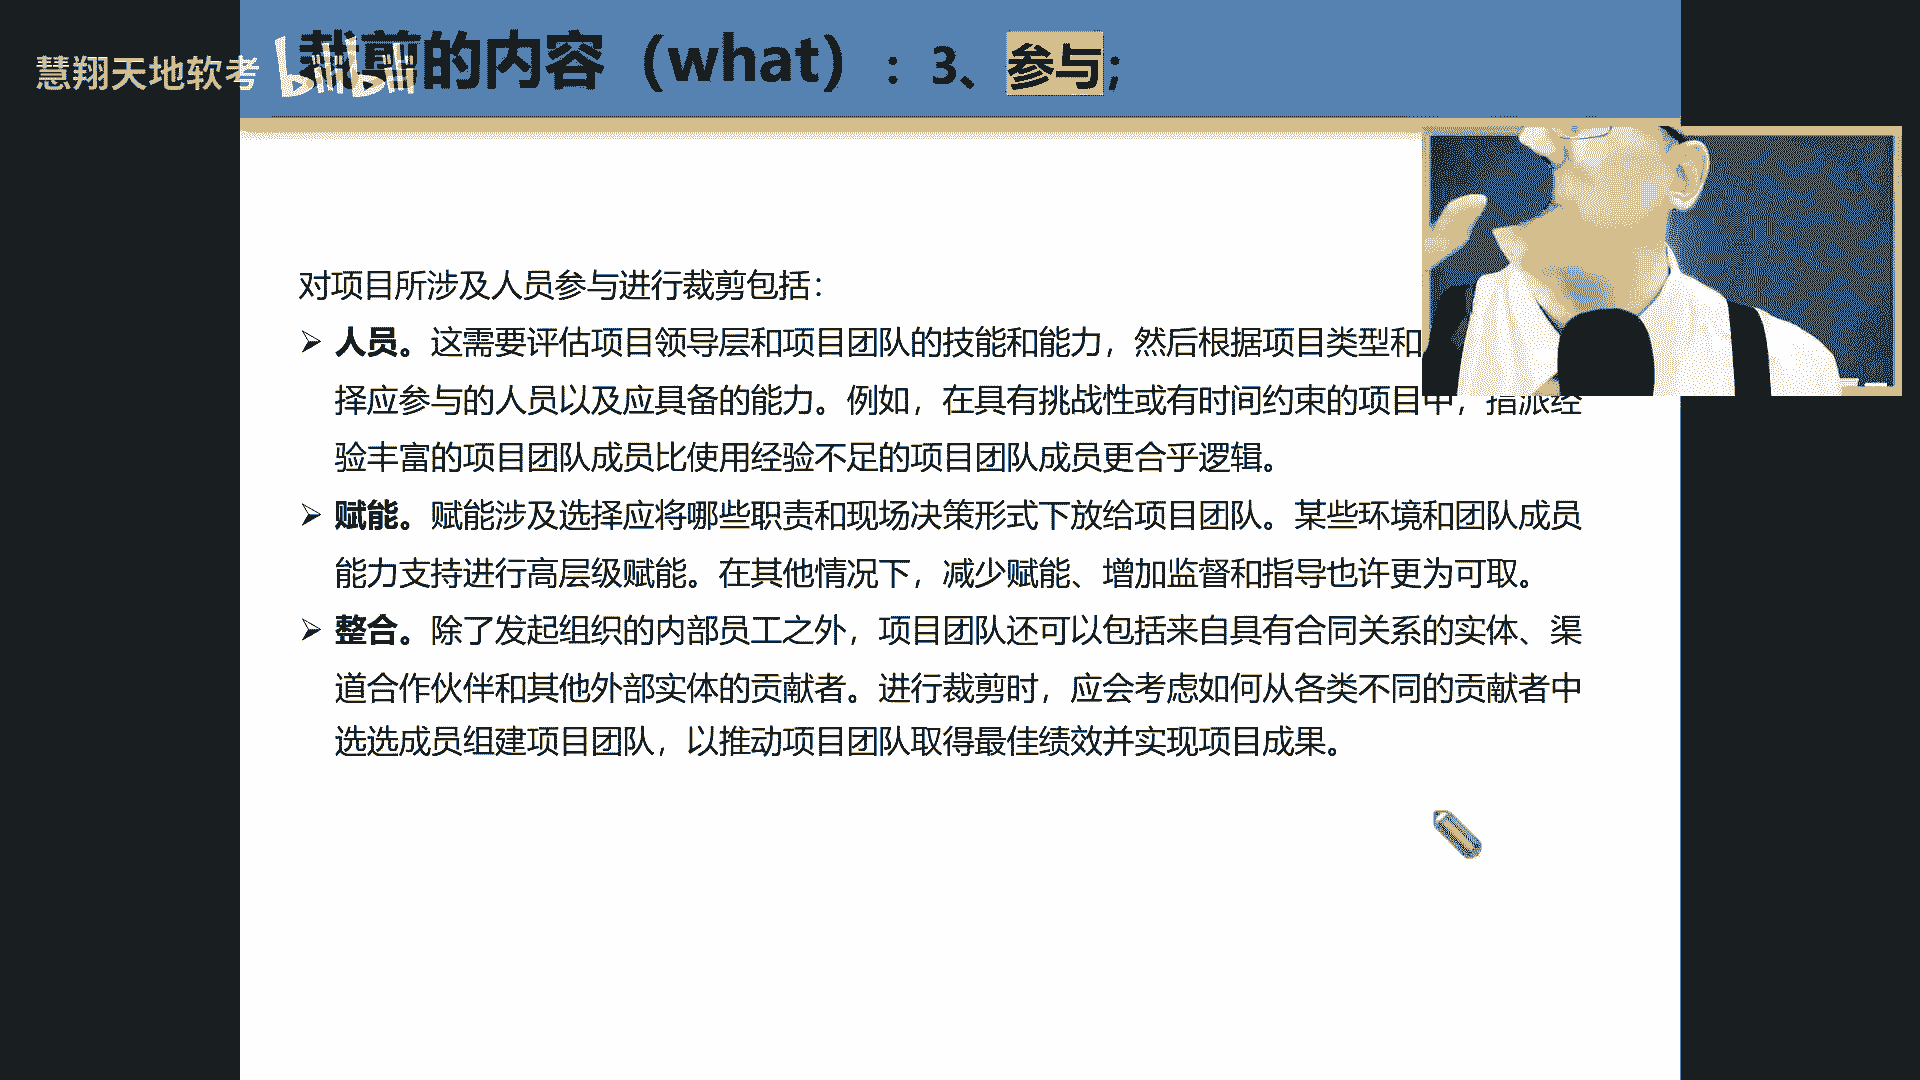 慧翔天地软考
bilibili
裁剪的内容（what）：3、参与;
对项目所涉及人员参与进行裁剪包括：
➢ 人员。这需要评估项目领导层和项目团队的技能和能力，然后根据项目类型和
择应参与的人员以及应具备的能力。例如，在具有挑战性或有时间约束的项目中，指派经
验丰富的项目团队成员比使用经验不足的项目团队成员更合乎逻辑。
➢ 赋能。赋能涉及选择应将哪些职责和现场决策形式下放给项目团队。某些环境和团队成员
能力支持进行高层级赋能。在其他情况下，减少赋能、增加监督和指导也许更为可取。
➢ 整合。除了发起组织的内部员工之外，项目团队还可以包括来自具有合同关系的实体、渠
道合作伙伴和其他外部实体的贡献者。进行裁剪时，应会考虑如何从各类不同的贡献者中
选选成员组建项目团队，以推动项目团队取得最佳绩效并实现项目成果。